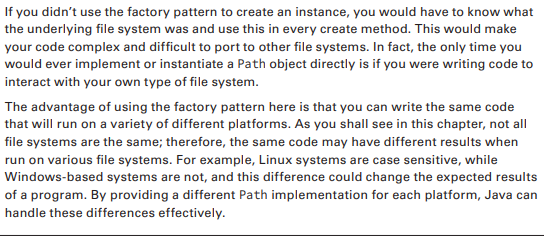 If you didn't use the factory pattern to create an instance, you would have to know what
the underlying file system was and use this in every create method. This would make
your code complex and difficult to port to other file systems. In fact, the only time you
would ever implement or instantiate a Path object directly is if you were writing code to
interact with your own type of file system.
The advantage of using the factory pattern here is that you can write the same code
that will run on a variety of different platforms. As you shall see in this chapter, not all
file systems are the same; therefore, the same code may have different results when
run on various file systems. For example, Linux systems are case sensitive, while
Windows-based systems are not, and this difference could change the expected results
of a program. By providing a different Path implementation for each platform, Java can
handle these differences effectively.